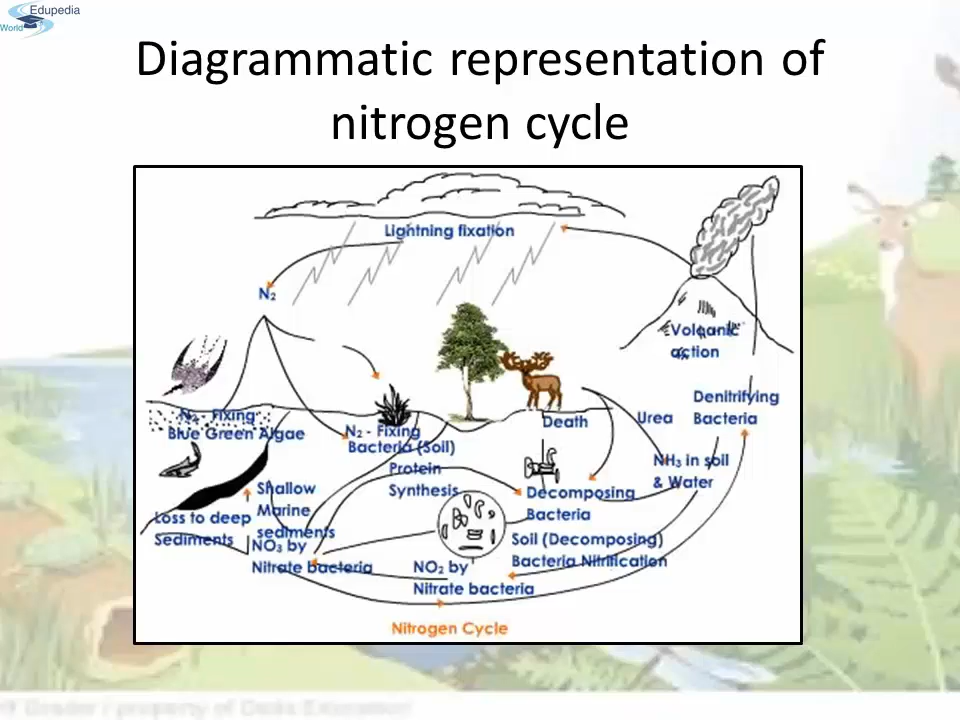 Edupedia
World
Diagrammatic representation of
nitrogen cycle
Lightning fixation
N₂
Volcanic
action
Denitrifying
Bacteria
Urea
Death
N₂ - Fixing
Blue Green Algae
N₂ - Fixing
Bacteria (Soil)
Protein
Synthesis
NH₃ in soil
& Water
Decomposing
Bacteria
Shallow
Marine
sediments
Loss to deep
Sediments
NO₃ by
Nitrate bacteria
Soil (Decomposing)
Bacteria Nitrification
NO₂ by
Nitrate bacteria
Nitrogen Cycle